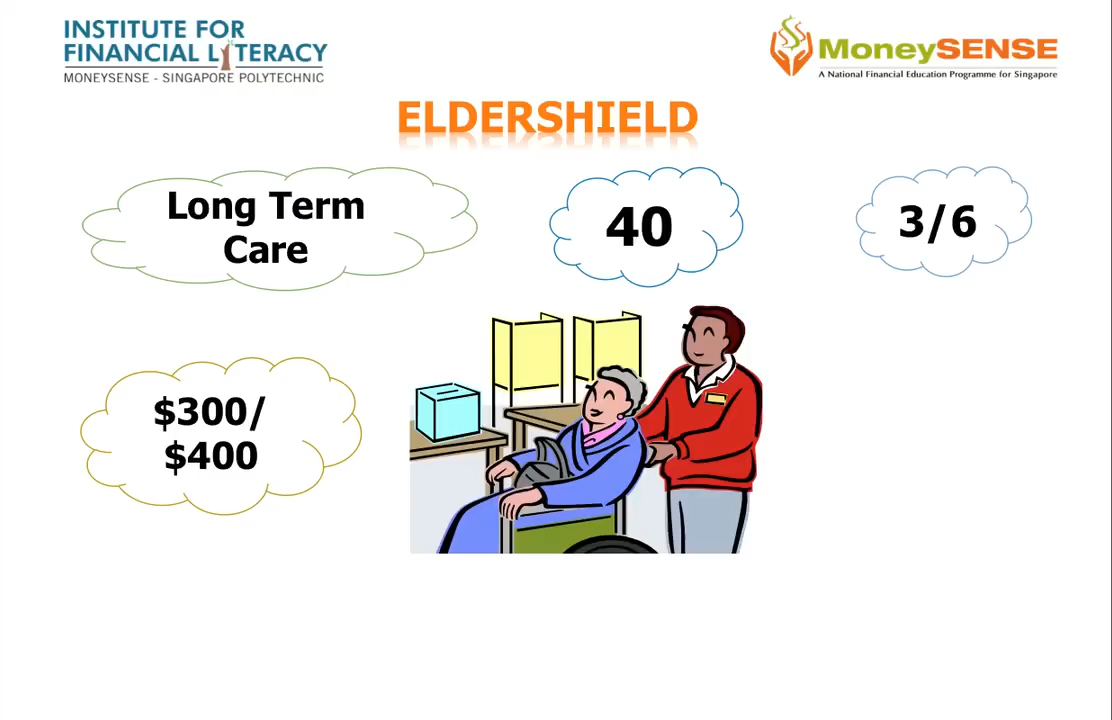 INSTITUTE FOR
FINANCIAL LITERACY
MONEYSENSE - SINGAPORE POLYTECHNIC
MoneySENSE
A National Financial Education Programme for Singapore
ELDERSHIELD
Long Term
Care
40
3/6
$300/
$400